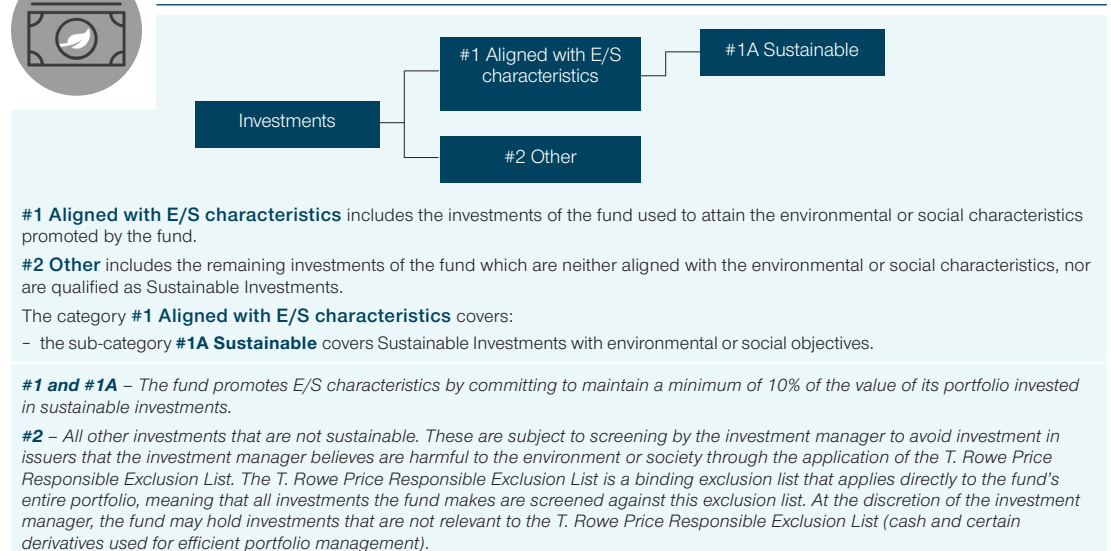 #1 Aligned with E/S
characteristics
#1A Sustainable
Investments
#2 Other
#1 Aligned with E/S characteristics includes the investments of the fund used to attain the environmental or social characteristics
promoted by the fund.
#2 Other includes the remaining investments of the fund which are neither aligned with the environmental or social characteristics, nor
are qualified as Sustainable Investments.
The category #1 Aligned with E/S characteristics covers:
– the sub-category #1A Sustainable covers Sustainable Investments with environmental or social objectives.
#1 and #1A – The fund promotes E/S characteristics by committing to maintain a minimum of 10% of the value of its portfolio invested
in sustainable investments.
#2 – All other investments that are not sustainable. These are subject to screening by the investment manager to avoid investment in
issuers that the investment manager believes are harmful to the environment or society through the application of the T. Rowe Price
Responsible Exclusion List. The T. Rowe Price Responsible Exclusion List is a binding exclusion list that applies directly to the fund's
entire portfolio, meaning that all investments the fund makes are screened against this exclusion list. At the discretion of the investment
manager, the fund may hold investments that are not relevant to the T. Rowe Price Responsible Exclusion List (cash and certain
derivatives used for efficient portfolio management).